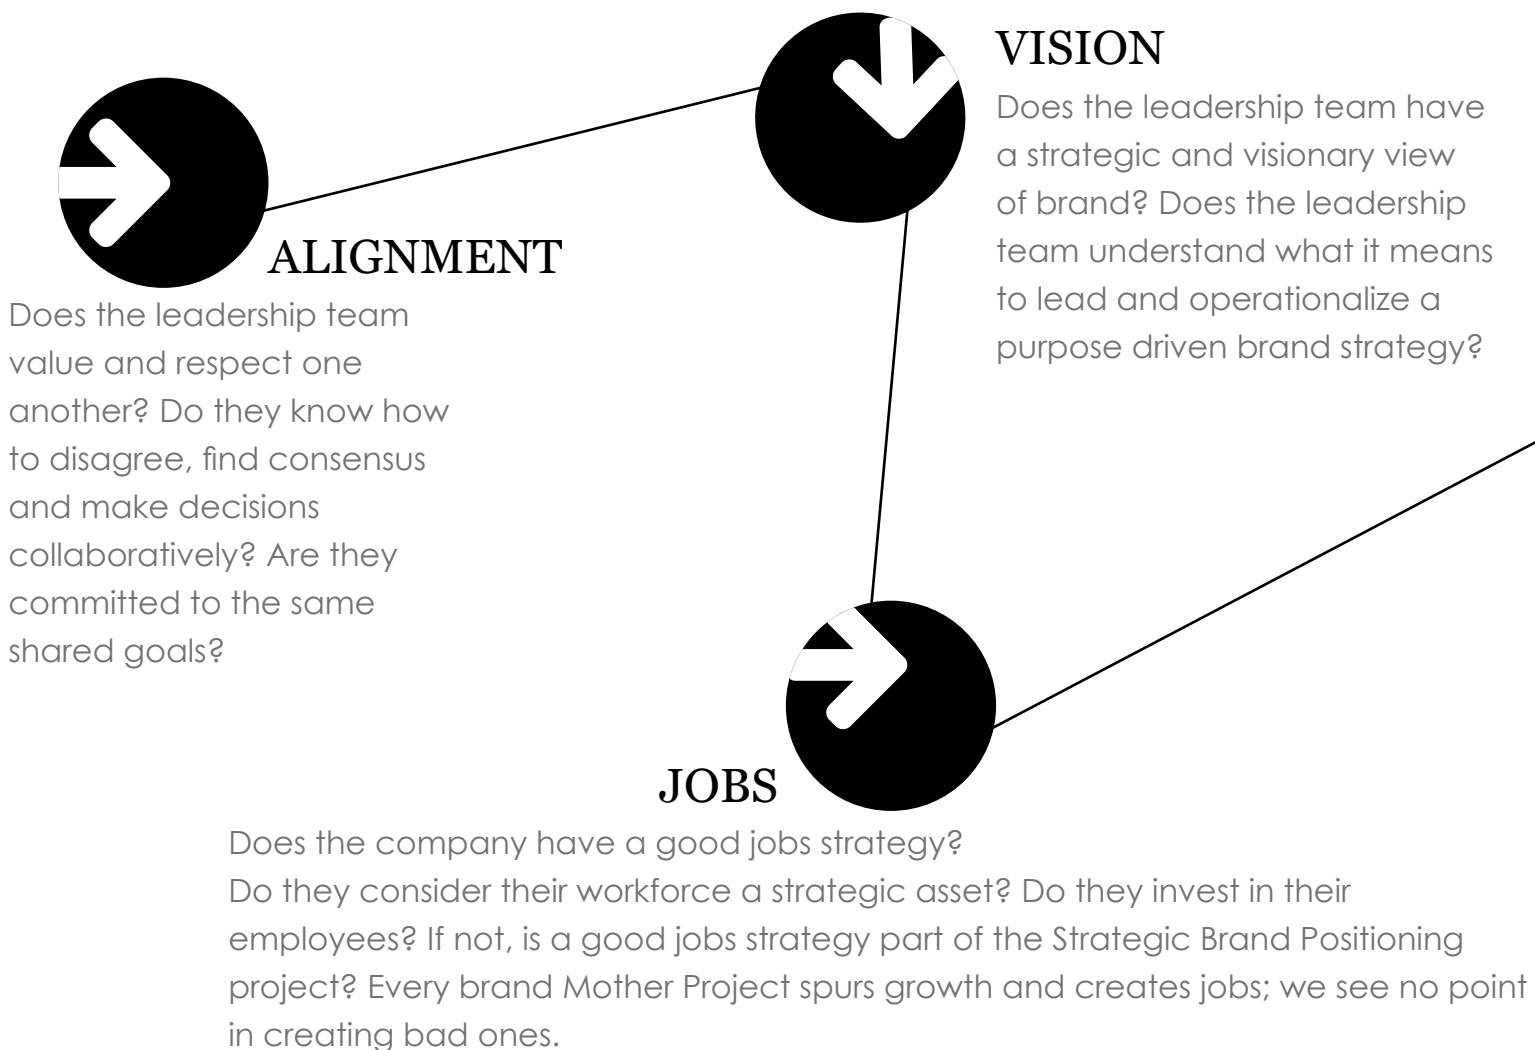 ALIGNMENT
Does the leadership team
value and respect one
another? Do they know how
to disagree, find consensus
and make decisions
collaboratively? Are they
committed to the same
shared goals?
VISION
Does the leadership team have
a strategic and visionary view
of brand? Does the leadership
team understand what it means
to lead and operationalize a
purpose driven brand strategy?
JOBS
Does the company have a good jobs strategy?
Do they consider their workforce a strategic asset? Do they invest in their
employees? If not, is a good jobs strategy part of the Strategic Brand Positioning
project? Every brand Mother Project spurs growth and creates jobs; we see no point
in creating bad ones.